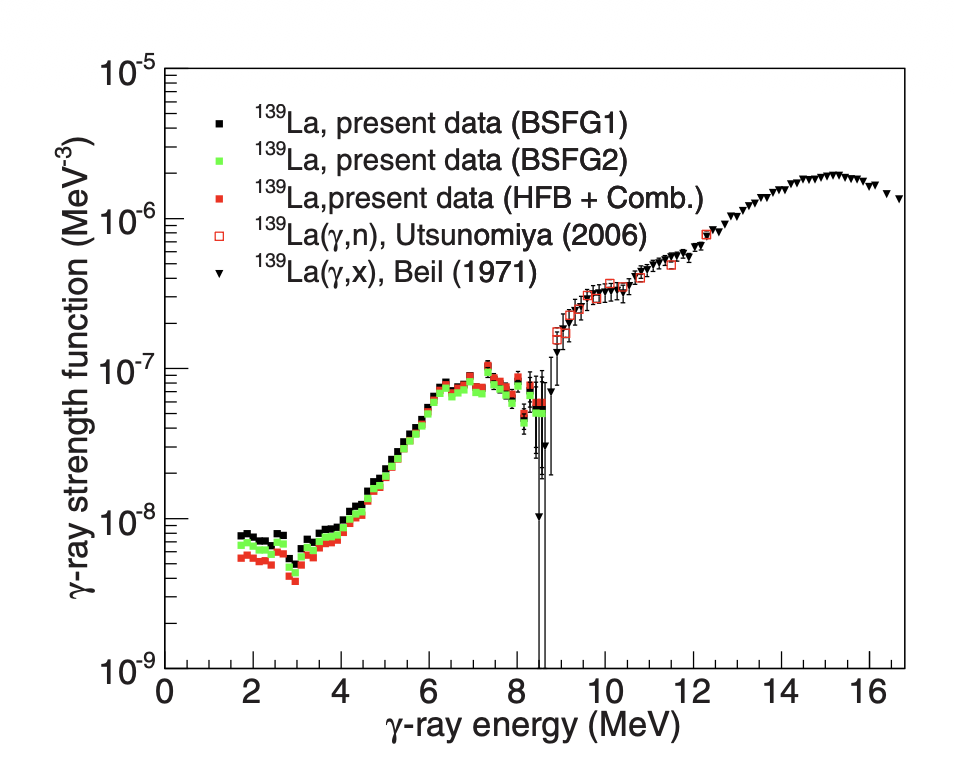 10⁻⁵
10⁻⁶
10⁻⁷
10⁻⁸
10⁻⁹
γ-ray strength function (MeV⁻³)
¹³⁹La, present data (BSFG1)
¹³⁹La, present data (BSFG2)
¹³⁹La,present data (HFB + Comb.)
¹³⁹La(γ,n), Utsunomiya (2006)
¹³⁹La(γ,x), Beil (1971)
0 2 4 6 8 10 12 14 16
γ-ray energy (MeV)